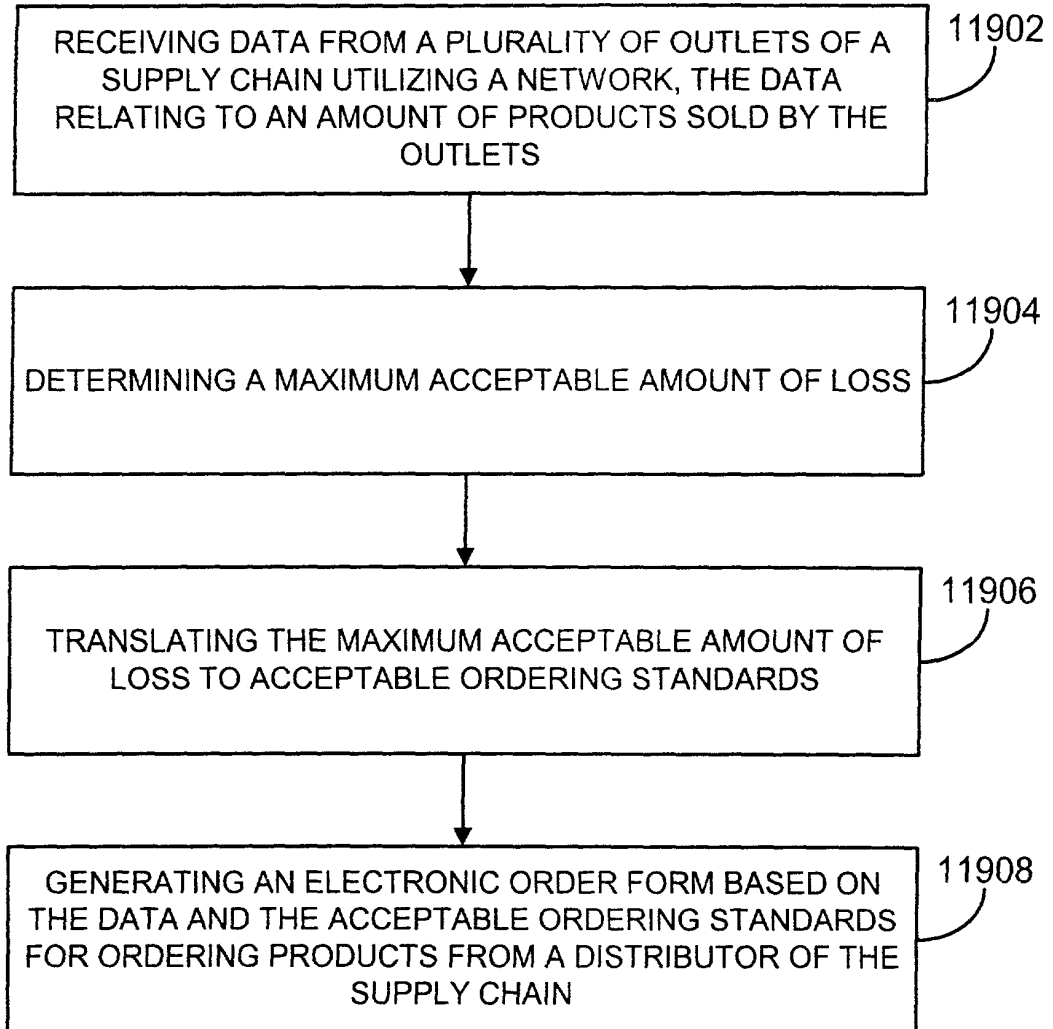 RECEIVING DATA FROM A PLURALITY OF OUTLETS OF A
SUPPLY CHAIN UTILIZING A NETWORK, THE DATA
RELATING TO AN AMOUNT OF PRODUCTS SOLD BY THE
OUTLETS
11902
DETERMINING A MAXIMUM ACCEPTABLE AMOUNT OF LOSS
11904
TRANSLATING THE MAXIMUM ACCEPTABLE AMOUNT OF
LOSS TO ACCEPTABLE ORDERING STANDARDS
11906
GENERATING AN ELECTRONIC ORDER FORM BASED ON
THE DATA AND THE ACCEPTABLE ORDERING STANDARDS
FOR ORDERING PRODUCTS FROM A DISTRIBUTOR OF THE
SUPPLY CHAIN
11908